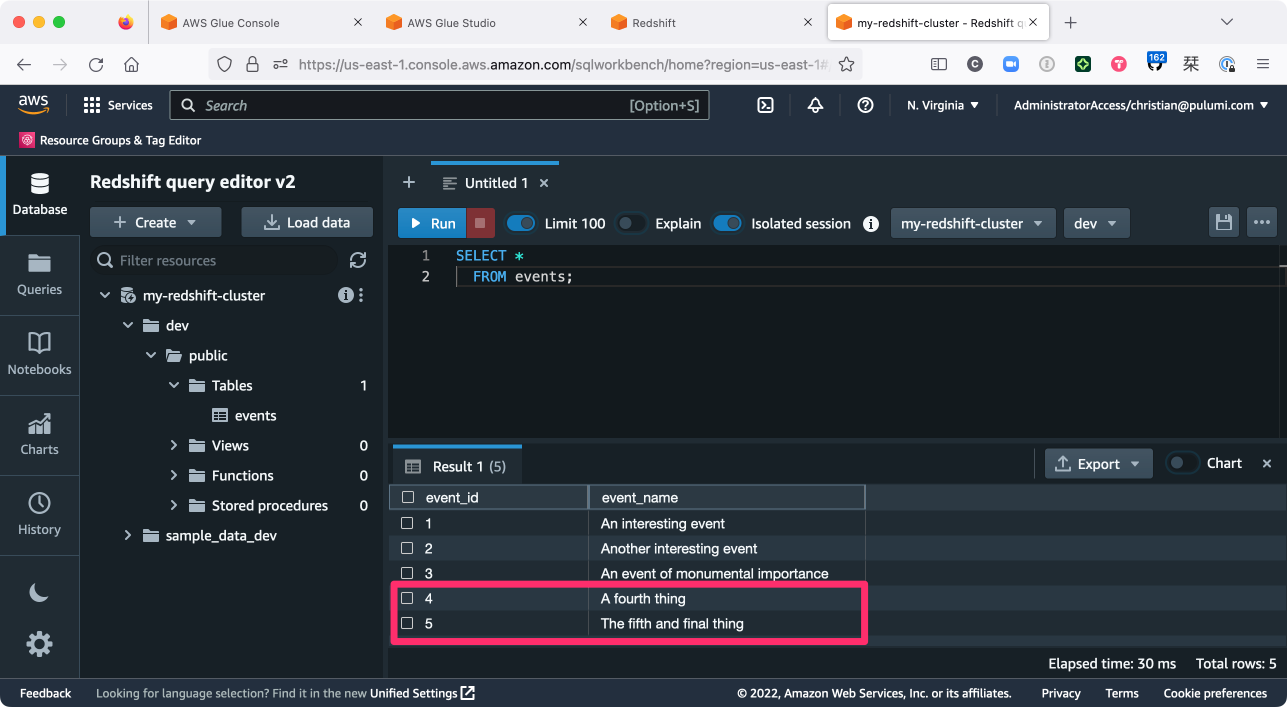 AWS Glue Console
AWS Glue Studio
Redshift
my-redshift-cluster - Redshift q
https://us-east-1.console.aws.amazon.com/sqlworkbench/home?region=us-east-1#
162
aws
Services
Search
[Option+S]
N. Virginia
AdministratorAccess/christian@pulumi.com
Resource Groups & Tag Editor
Database
Queries
Notebooks
Charts
History
Redshift query editor v2
Create
Load data
Filter resources
my-redshift-cluster
dev
public
Tables 1
events
Views 0
Functions 0
Stored procedures 0
sample_data_dev
Untitled 1
Run
Limit 100
Explain
Isolated session
my-redshift-cluster
dev
1 SELECT *
2 FROM events;
Result 1 (5)
Export
Chart
event_id event_name
1 An interesting event
2 Another interesting event
3 An event of monumental importance
4 A fourth thing
5 The fifth and final thing
Elapsed time: 30 ms Total rows: 5
Feedback
Looking for language selection? Find it in the new Unified Settings
© 2022, Amazon Web Services, Inc. or its affiliates.
Privacy
Terms
Cookie preferences